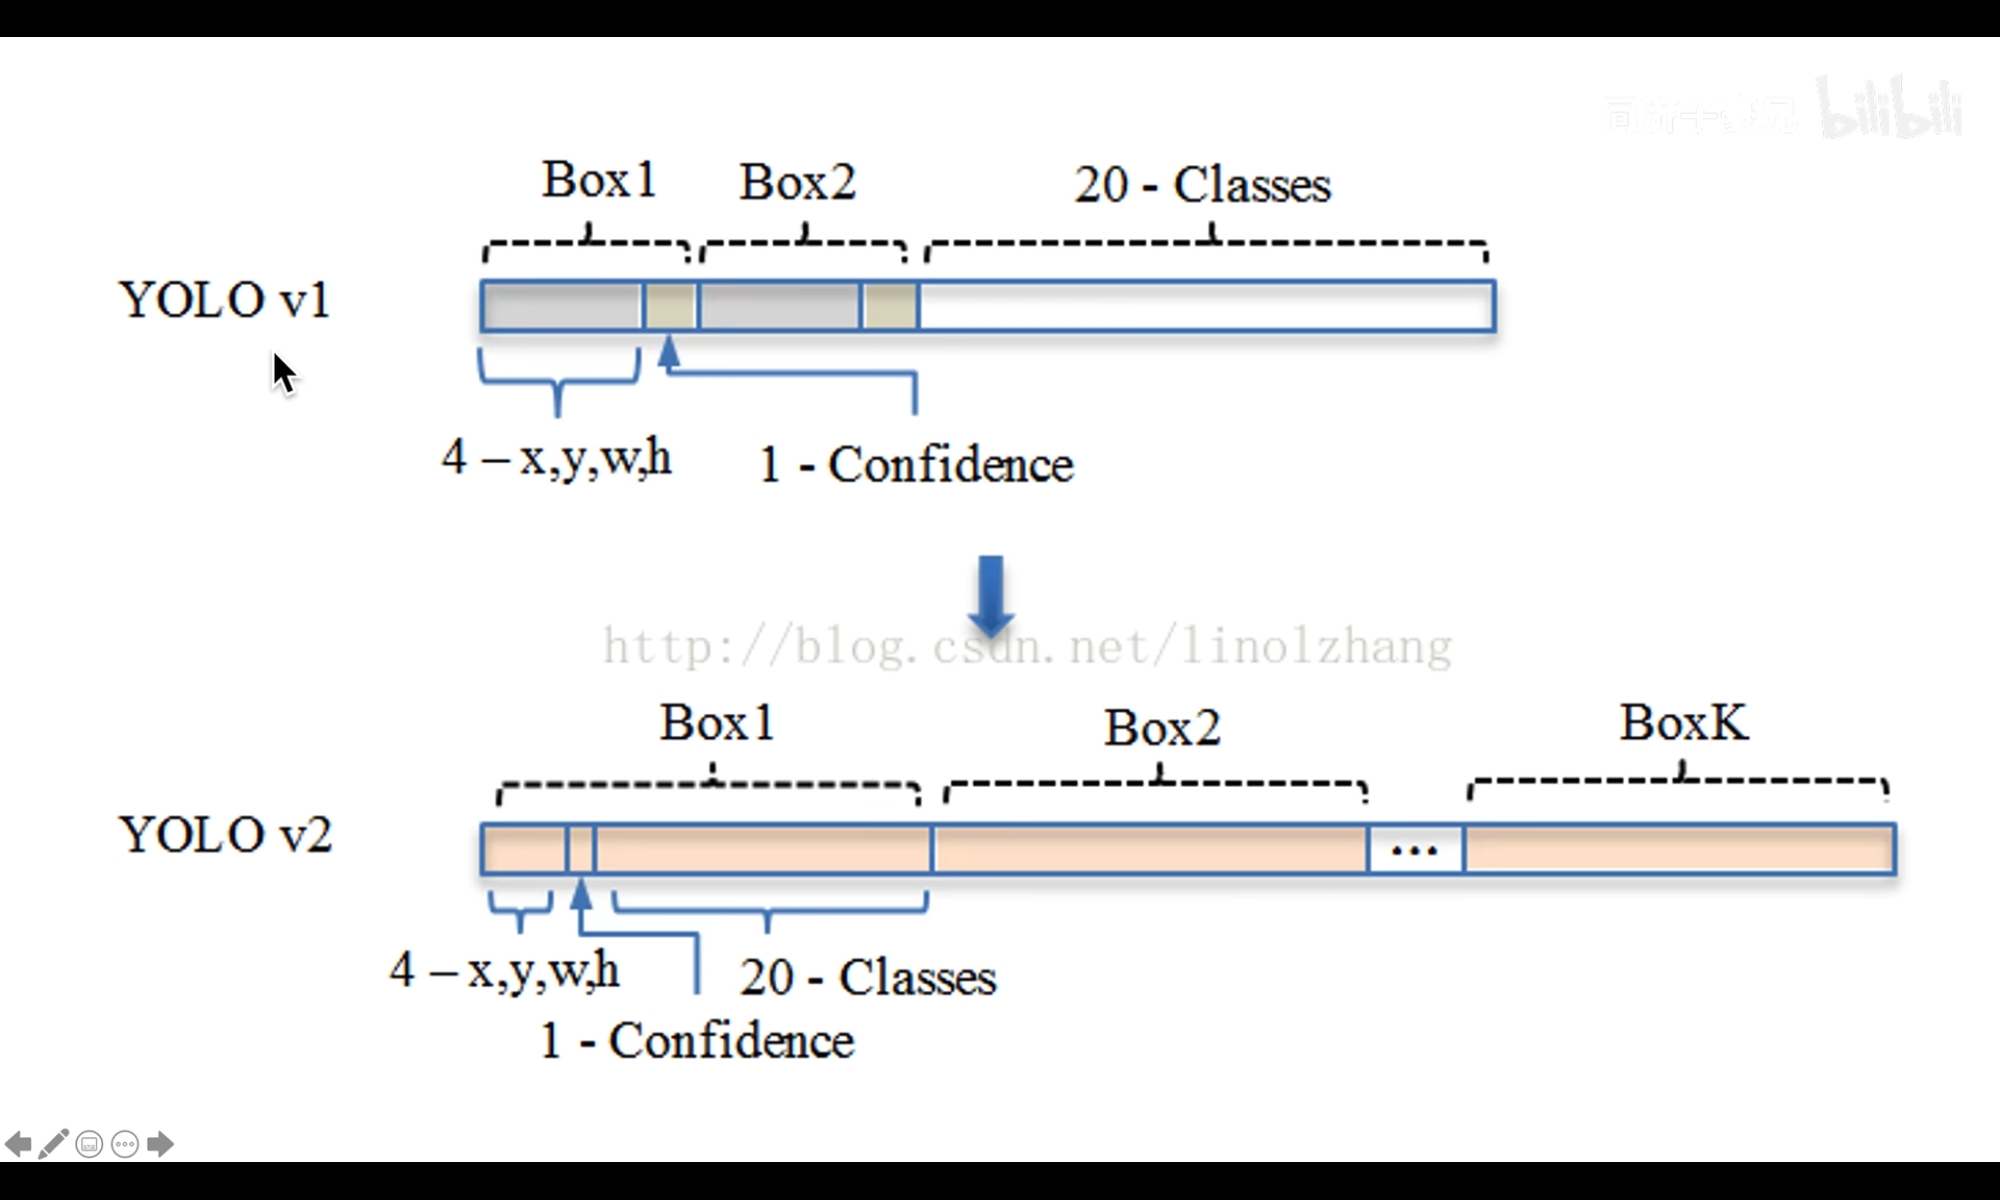 bilibili
Box1 Box2 20 - Classes
YOLO v1
4 – x,y,w,h 1 - Confidence
http://blog.csdn.net/linolzhang
Box1 Box2 BoxK
YOLO v2
...
4 – x,y,w,h 20 - Classes
1 - Confidence